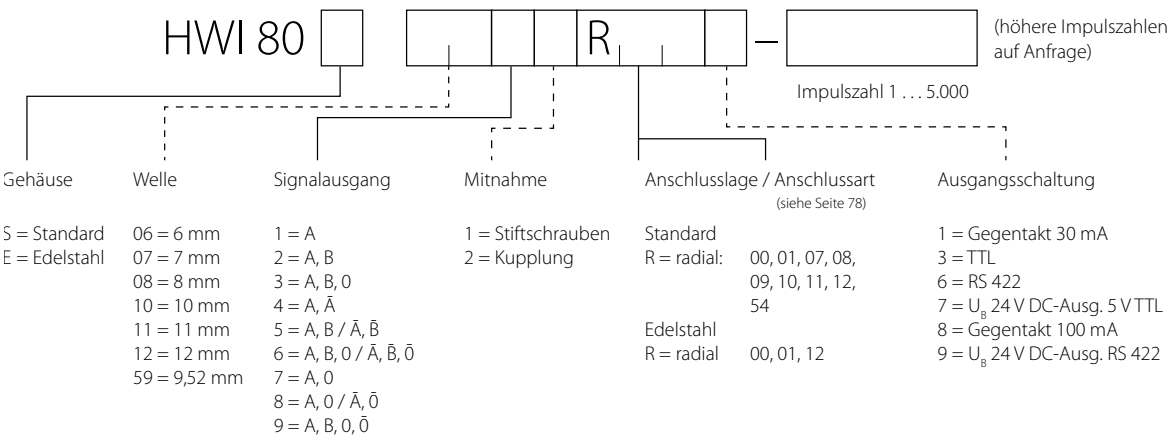 HWI 80 R – (höhere Impulszahlen
auf Anfrage)
Impulszahl 1 . . . 5.000
Gehäuse
S = Standard
E = Edelstahl
Welle
06 = 6 mm
07 = 7 mm
08 = 8 mm
10 = 10 mm
11 = 11 mm
12 = 12 mm
59 = 9,52 mm
Signalausgang
1 = A
2 = A, B
3 = A, B, 0
4 = A, Ā
5 = A, B / Ā, B̄
6 = A, B, 0 / Ā, B̄, 0̄
7 = A, 0
8 = A, 0 / Ā, 0̄
9 = A, B, 0, 0̄
Mitnahme
1 = Stiftschrauben
2 = Kupplung
Anschlusslage / Anschlussart
(siehe Seite 78)
Standard
R = radial: 00, 01, 07, 08,
09, 10, 11, 12,
54
Edelstahl
R = radial 00, 01, 12
Ausgangsschaltung
1 = Gegentakt 30 mA
3 = TTL
6 = RS 422
7 = U_B 24 V DC-Ausg. 5 V TTL
8 = Gegentakt 100 mA
9 = U_B 24 V DC-Ausg. RS 422